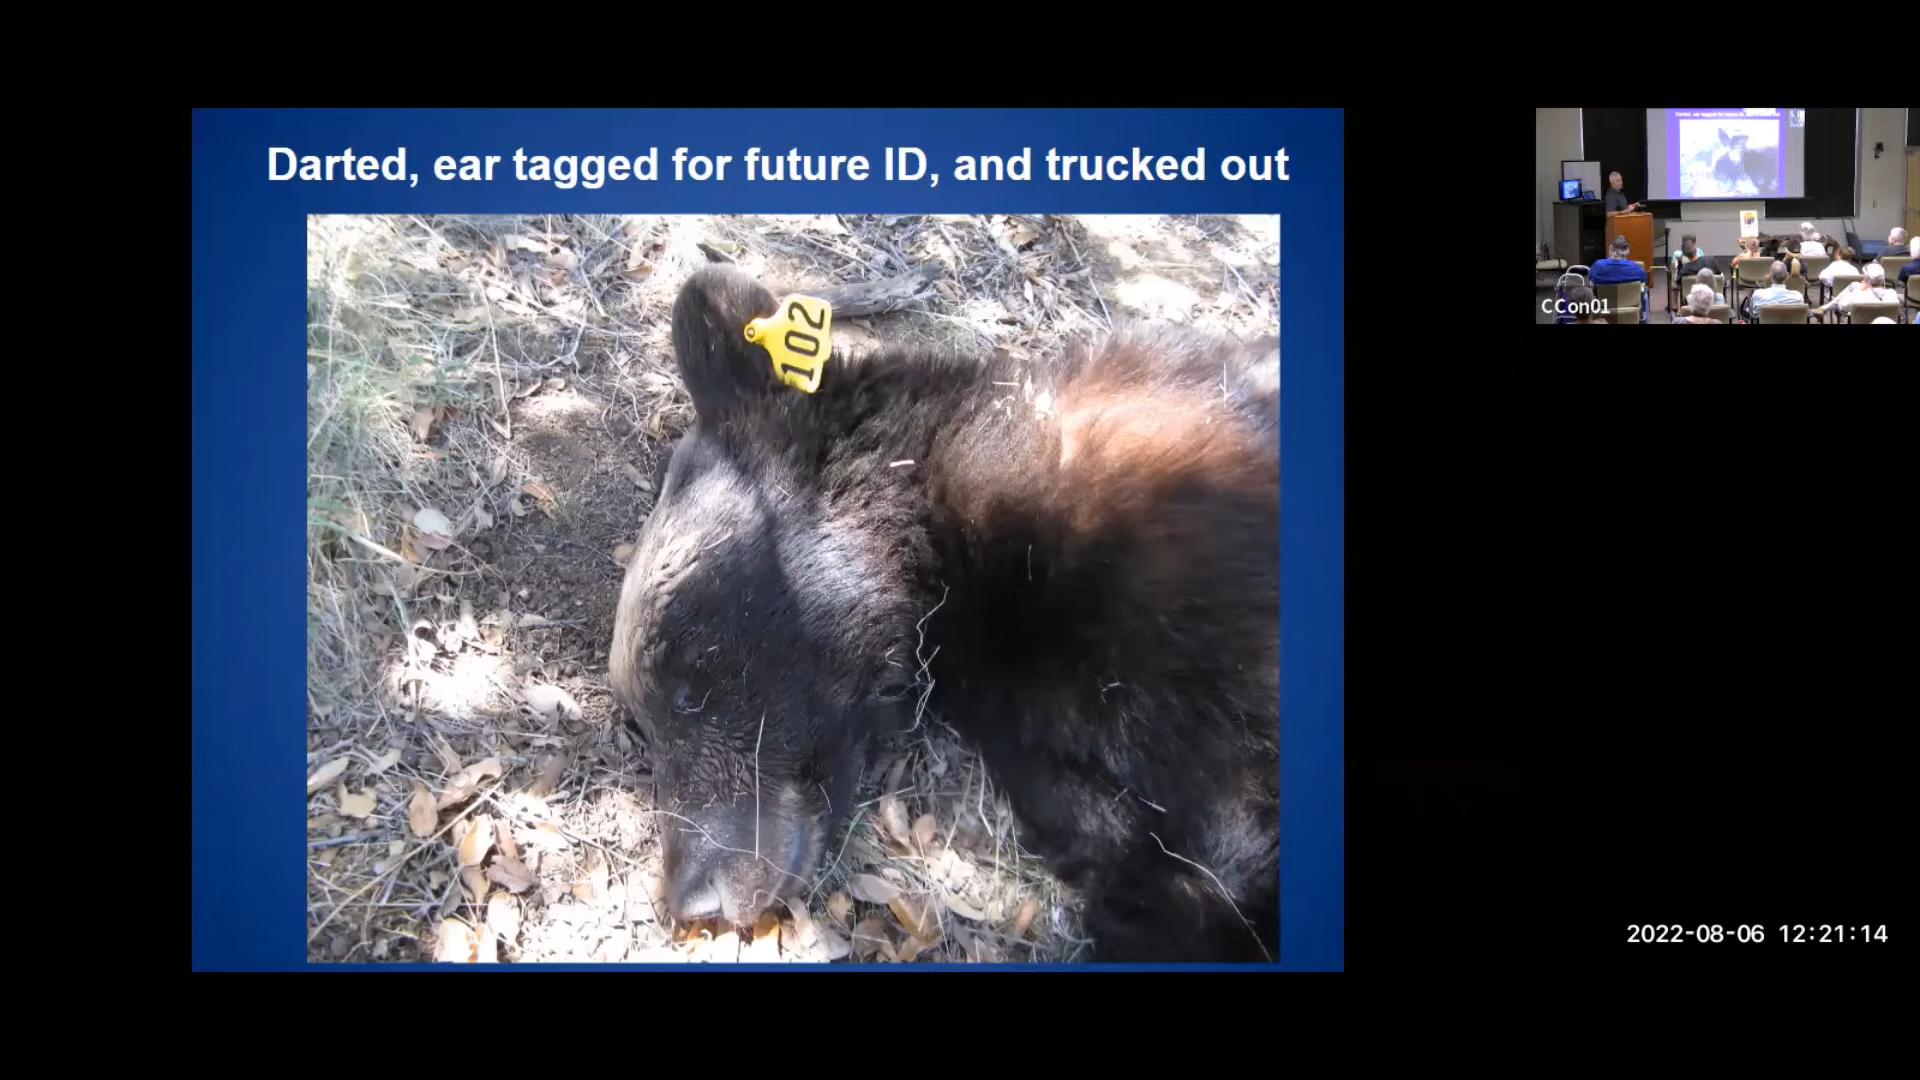 Darted, ear tagged for future ID, and trucked out
102
CCon01
2022-08-06 12:21:14